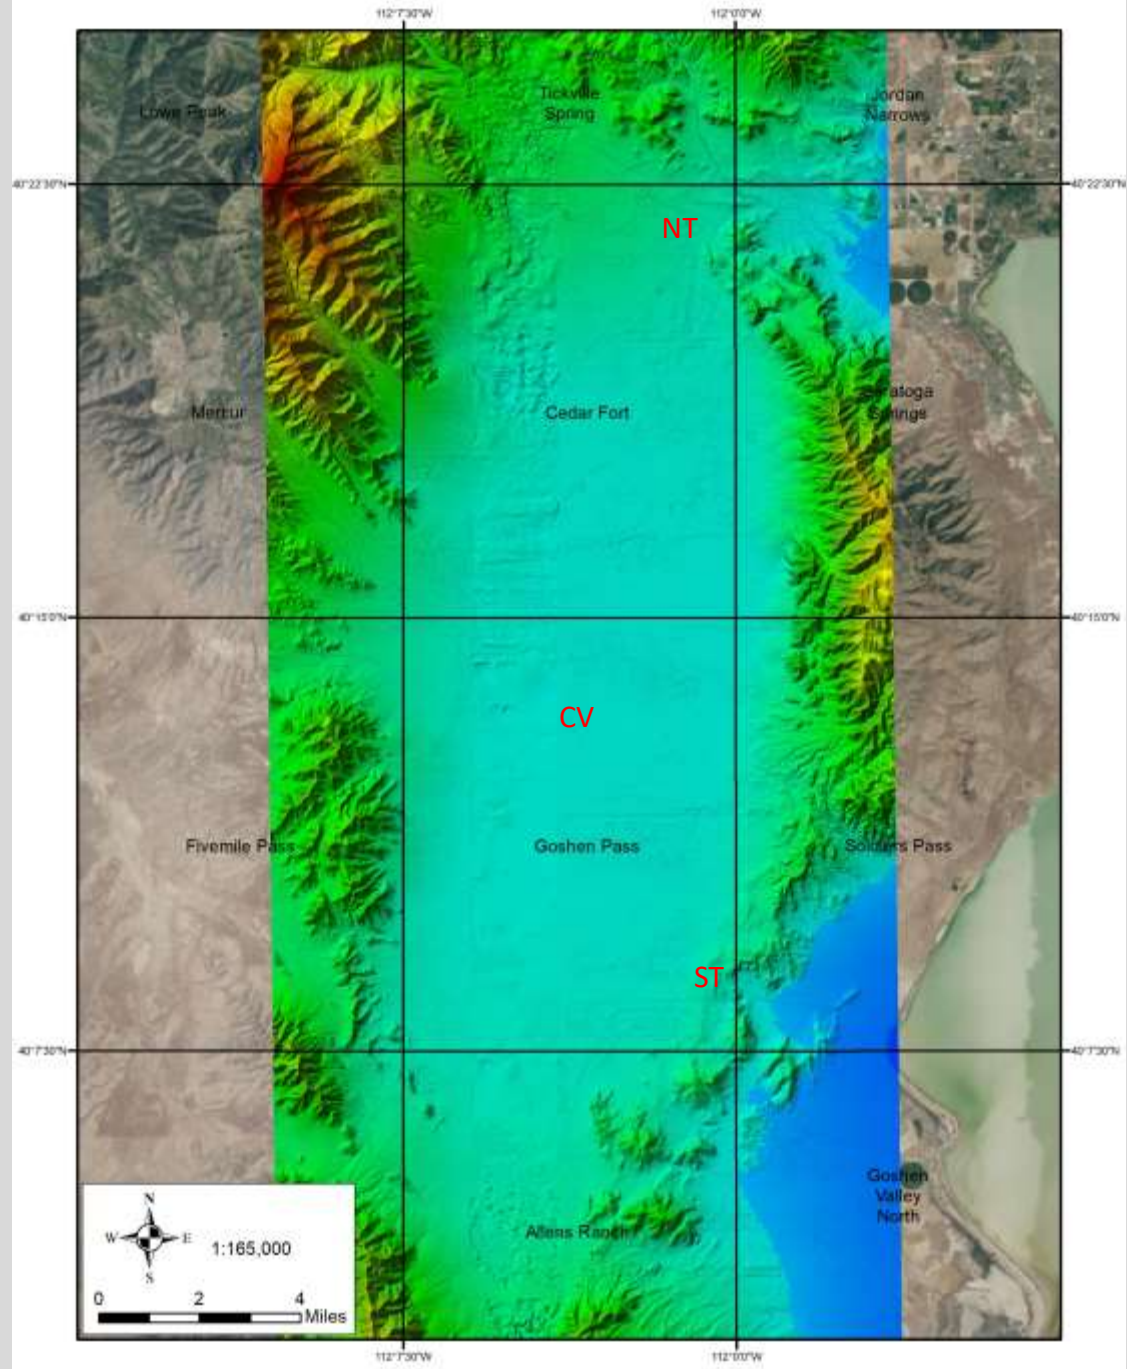 112°7'30"W
112°0'0"W
Lowe Peak
Tickville
Spring
Jordan
Narrows
40°22'30"N
40°22'30"N
NT
Mercur
Cedar Fort
Saratoga
Springs
40°15'0"N
40°15'0"N
CV
Fivemile Pass
Goshen Pass
Soldiers Pass
ST
40°7'30"N
40°7'30"N
Goshen
Valley
North
Allens Ranch
N
W
E
S
1:165,000
0
2
4
Miles
112°7'30"W
112°0'0"W